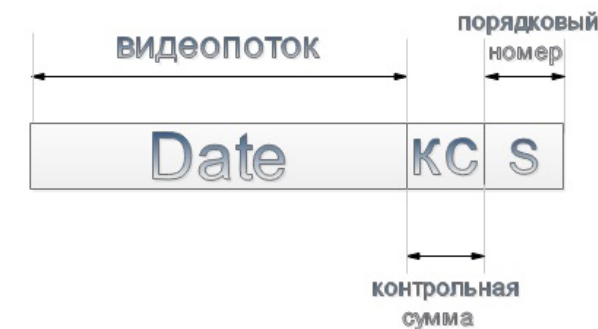 видеопоток
порядковый
номер
Date КС S
контрольная
сумма